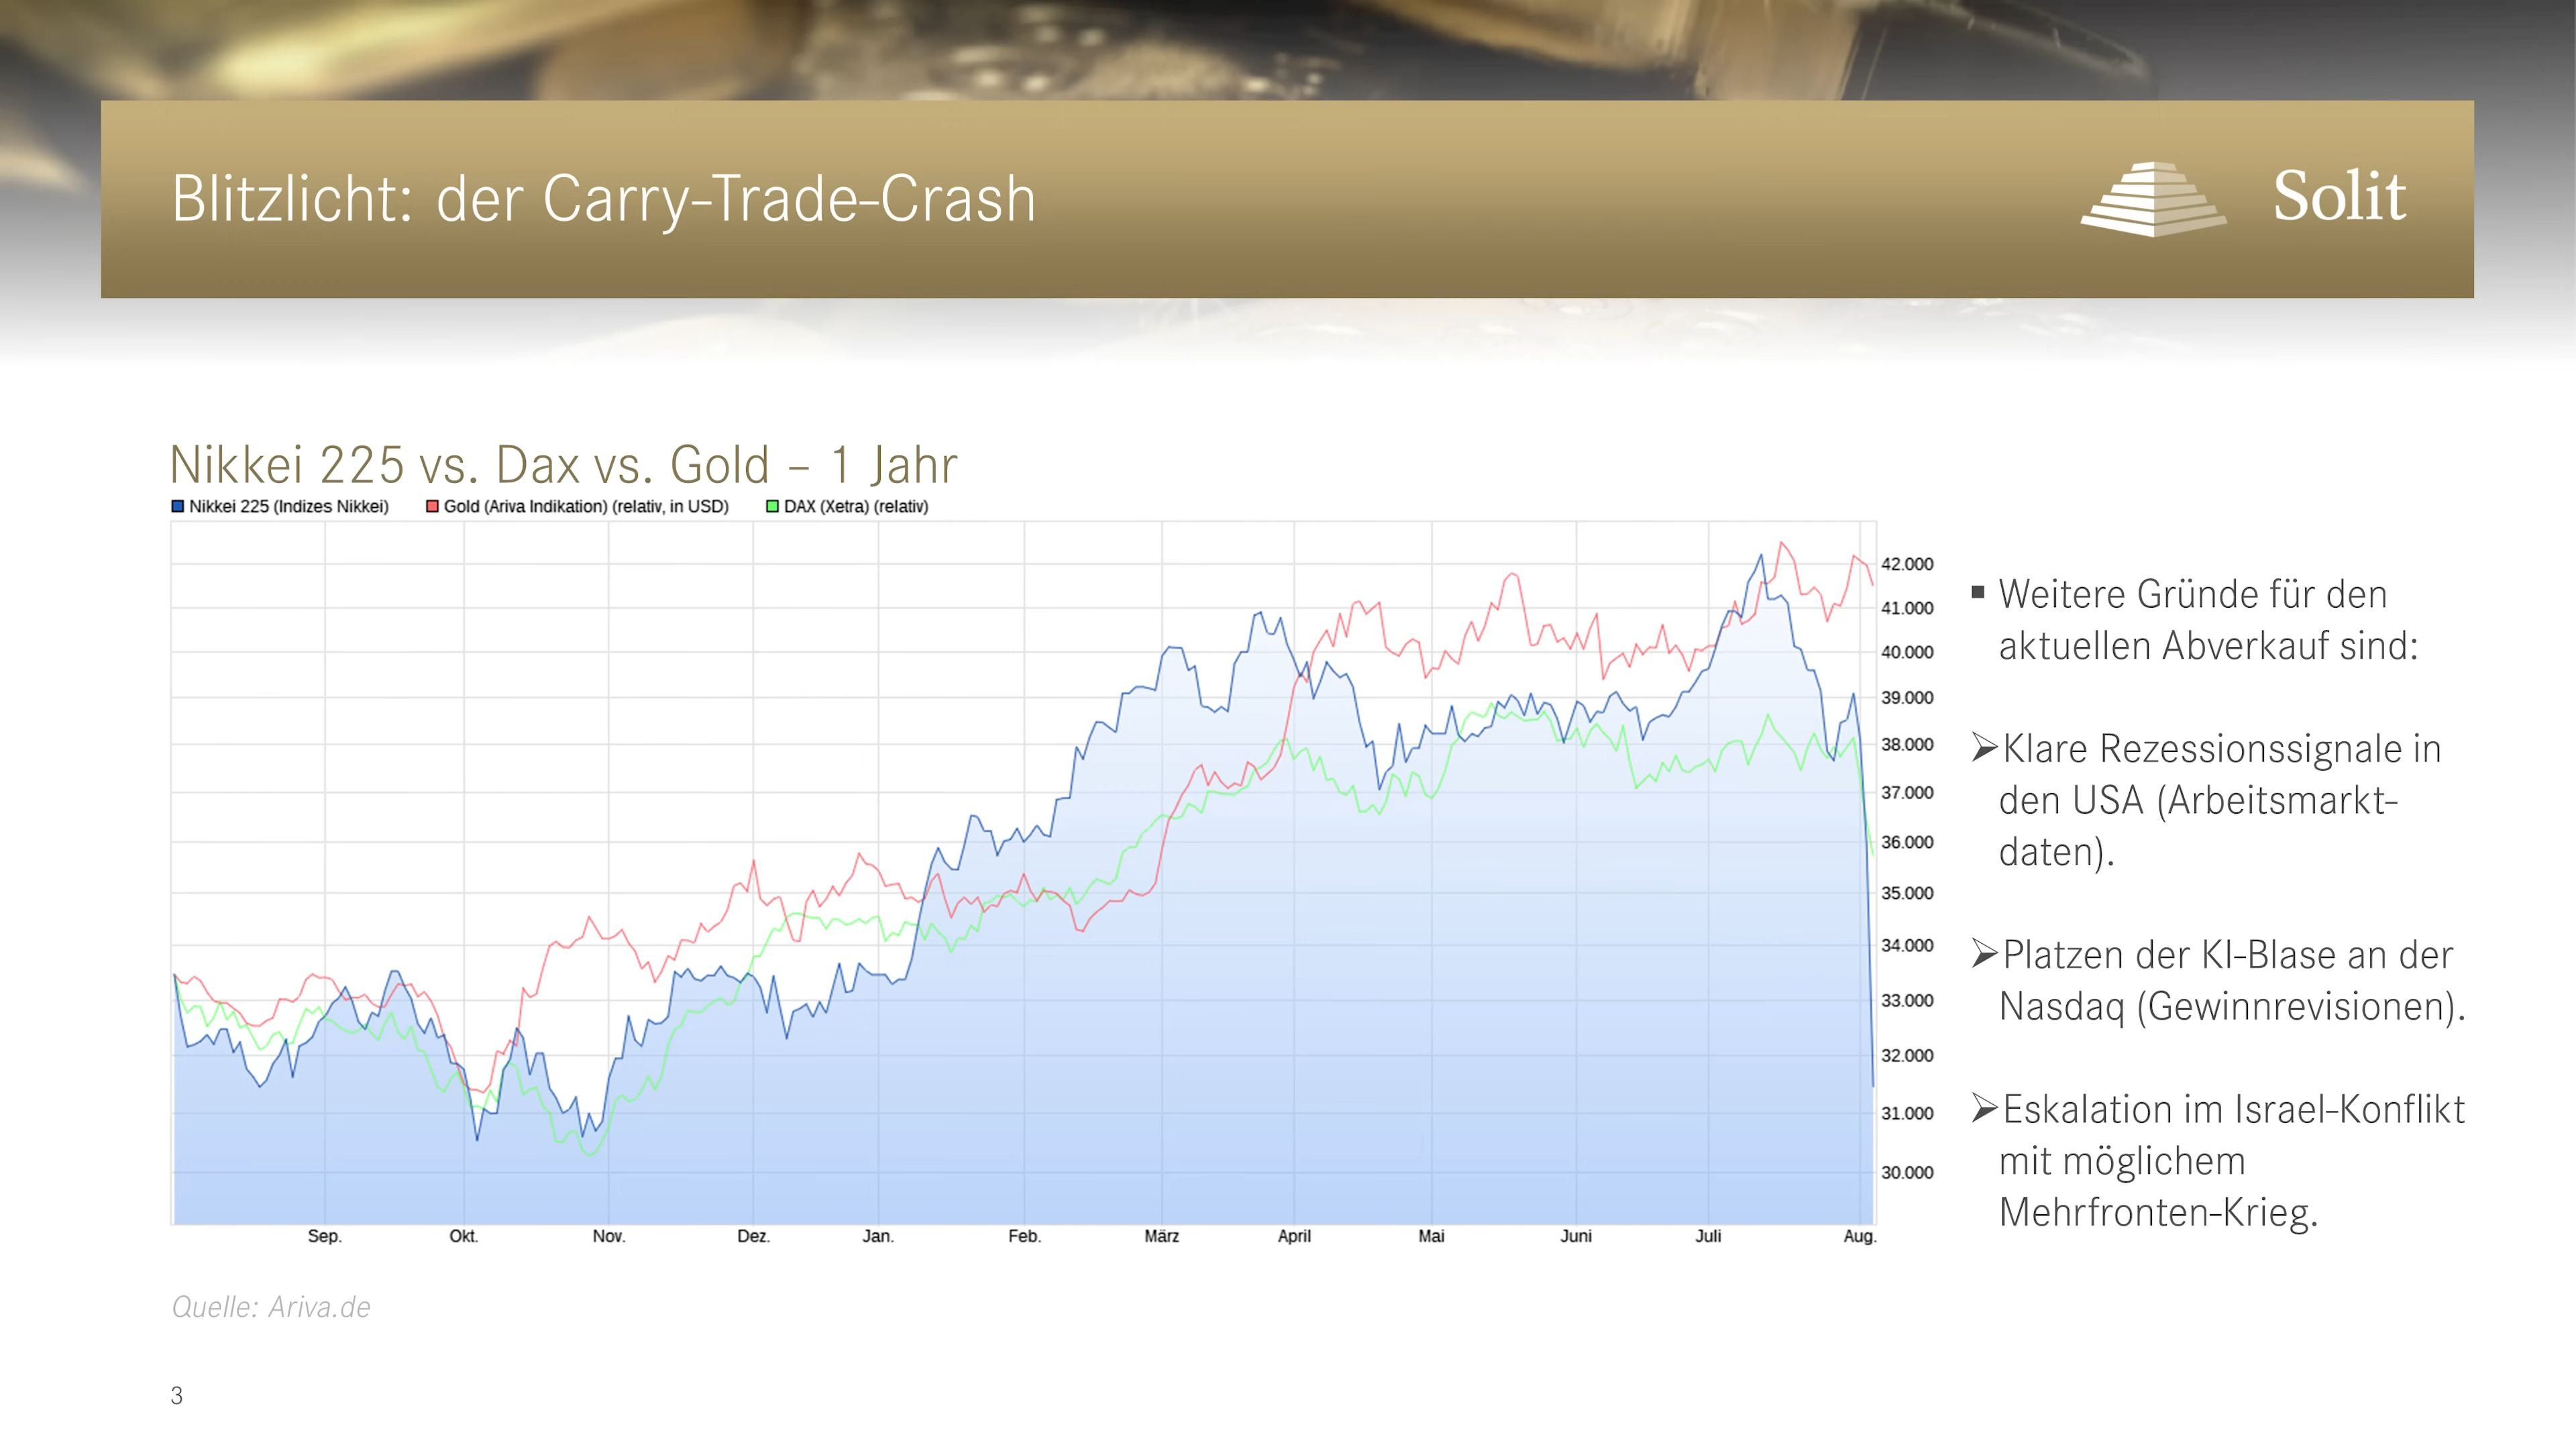 Blitzlicht: der Carry-Trade-Crash
Solit
Nikkei 225 vs. Dax vs. Gold – 1 Jahr
Nikkei 225 (Indizes Nikkei) Gold (Ariva Indikation) (relativ, in USD) DAX (Xetra) (relativ)
42.000
41.000
40.000
39.000
38.000
37.000
36.000
35.000
34.000
33.000
32.000
31.000
30.000
Sep. Okt. Nov. Dez. Jan. Feb. März April Mai Juni Juli Aug.
▪ Weitere Gründe für den
aktuellen Abverkauf sind:
➢Klare Rezessionssignale in
den USA (Arbeitsmarkt-
daten).
➢Platzen der KI-Blase an der
Nasdaq (Gewinnrevisionen).
➢Eskalation im Israel-Konflikt
mit möglichem
Mehrfronten-Krieg.
Quelle: Ariva.de
3